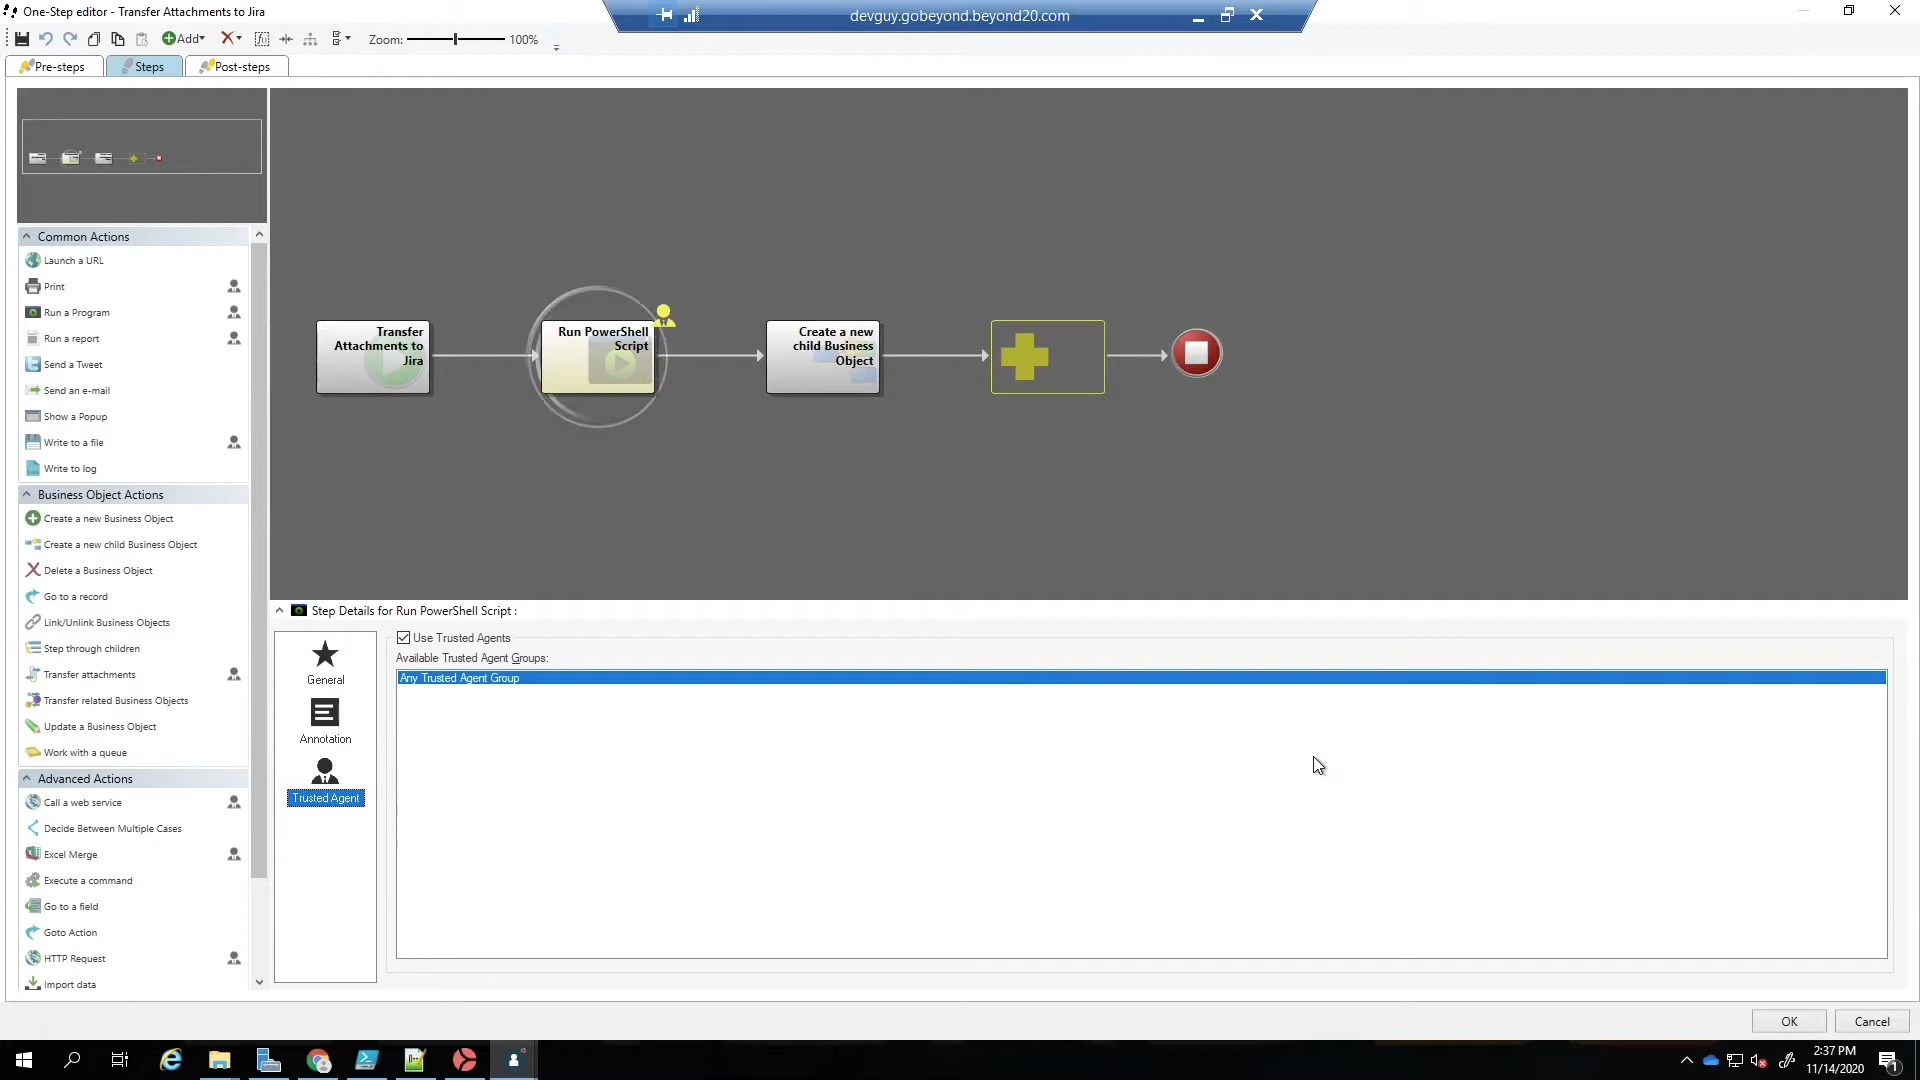 One-Step editor - Transfer Attachments to Jira
devguy.gobeyond.beyond20.com
Add
Zoom:
100%
Pre-steps
Steps
Post-steps
Common Actions
Launch a URL
Print
Run a Program
Run a report
Send a Tweet
Send an e-mail
Show a Popup
Write to a file
Write to log
Business Object Actions
Create a new Business Object
Create a new child Business Object
Delete a Business Object
Go to a record
Link/Unlink Business Objects
Step through children
Transfer attachments
Transfer related Business Objects
Update a Business Object
Work with a queue
Advanced Actions
Call a web service
Decide Between Multiple Cases
Excel Merge
Execute a command
Go to a field
Goto Action
HTTP Request
Import data
Transfer
Attachments to
Jira
Run PowerShell
Script
Create a new
child Business
Object
Step Details for Run PowerShell Script :
General
Annotation
Trusted Agent
Use Trusted Agents
Available Trusted Agent Groups:
Any Trusted Agent Group
OK
Cancel
2:37 PM
11/14/2020
1